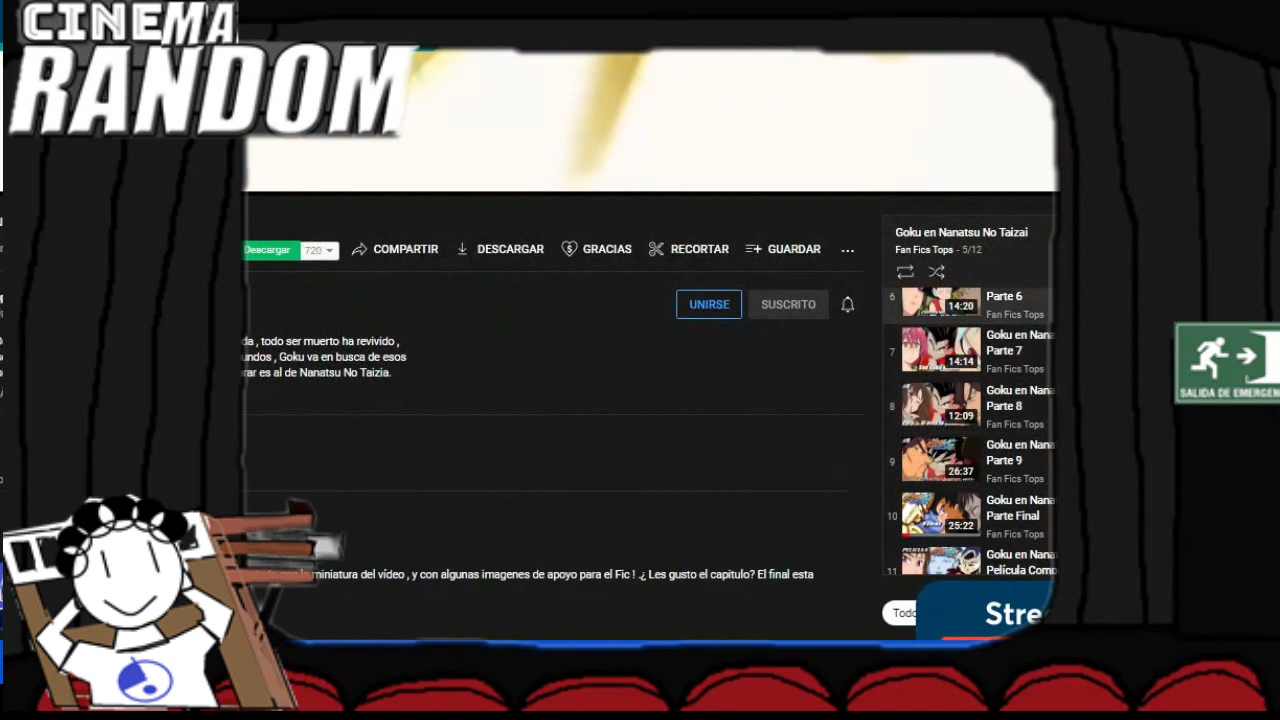 CINEMA
RANDOM
Descargar 720 COMPARTIR DESCARGAR GRACIAS RECORTAR GUARDAR ...
UNIRSE SUSCRITO
da , todo ser muerto ha revivido ,
undos , Goku va en busca de esos
rar es al de Nanatsu No Taizia.
miniatura del vídeo , y con algunas imagenes de apoyo para el Fic ! ¿ Les gusto el capitulo? El final esta
Goku en Nanatsu No Taizai
Fan Fics Tops - 5/12
6 14:20 Parte 6
Fan Fics Tops
7 14:14 Goku en Nana
Parte 7
Fan Fics Tops
8 12:09 Goku en Nana
Parte 8
Fan Fics Tops
9 26:37 Goku en Nana
Parte 9
Fan Fics Tops
10 Final 25:22 Goku en Nana
Parte Final
Fan Fics Tops
11 PELICULA Goku en Nana
Película Comp
Todo
Stre
SALIDA DE EMERGEN